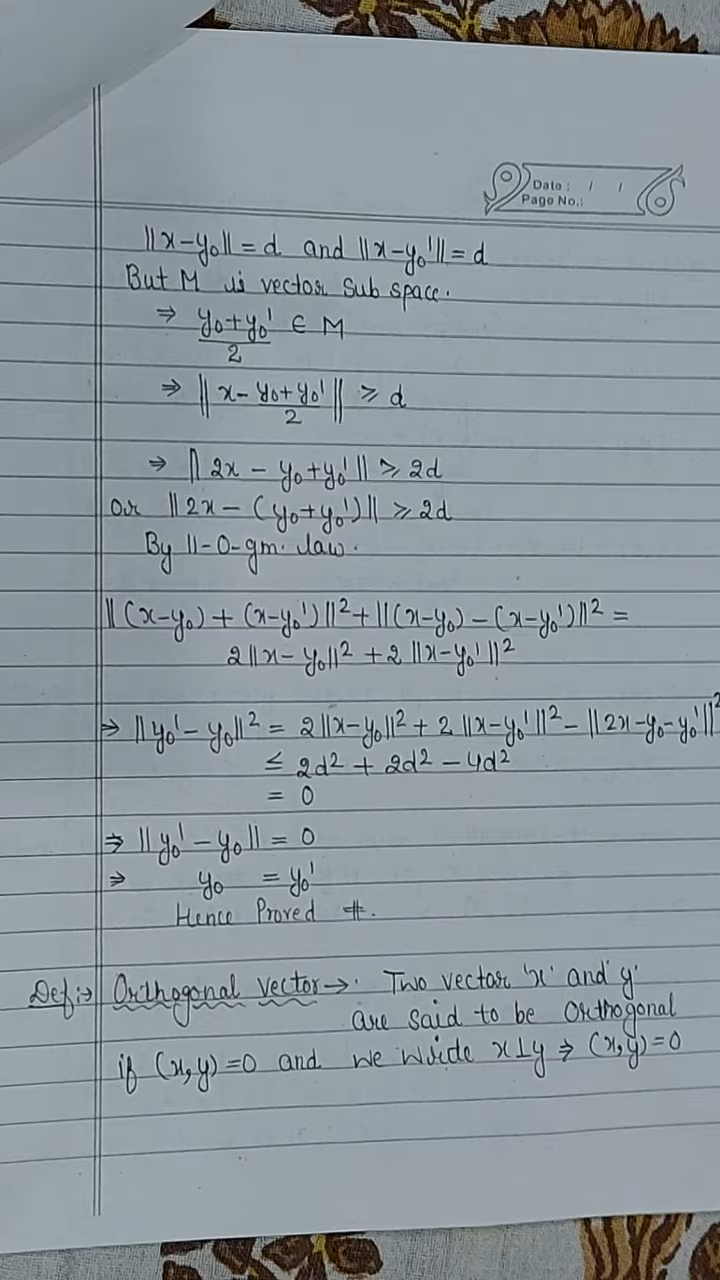 Date : / /
Page No.:
||x-y₀|| = d and ||x-y₀'|| = d
But M is vector Sub space.
⇒ (y₀+y₀')/2 ∈ M
⇒ || x- (y₀+y₀')/2 || ≥ d
⇒ || 2x - y₀+y₀' || ≥ 2d
Or ||2x - (y₀+y₀')|| ≥ 2d
By 11-0-gm. law.
||(x-y₀) + (x-y₀')||² + ||(x-y₀) - (x-y₀')||² =
2||x-y₀||² + 2||x-y₀'||²
⇒ ||y₀'-y₀||² = 2||x-y₀||² + 2||x-y₀'||² - ||2x-y₀-y₀'||²
≤ 2d² + 2d² - 4d²
= 0
⇒ ||y₀'-y₀|| = 0
⇒ y₀ = y₀'
Hence Proved #.
Def:→ Orthogonal vector→. Two vector 'x' and 'y'
are said to be Orthogonal
if (x,y)=0 and we wride x⊥y ⇒ (x,y)=0